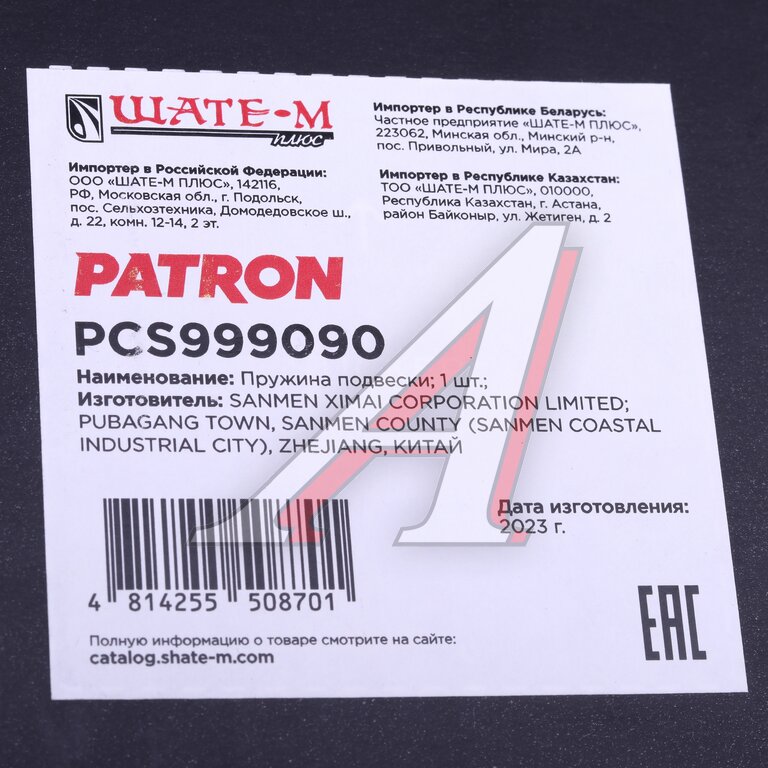 ШАТЕ-М
плюс
Импортер в Российской Федерации:
ООО «ШАТЕ-М ПЛЮС», 142116,
РФ, Московская обл., г. Подольск,
пос. Сельхозтехника, Домодедовское ш.,
д. 22, комн. 12-14, 2 эт.
Импортер в Республике Беларусь:
Частное предприятие «ШАТЕ-М ПЛЮС»,
223062, Минская обл., Минский р-н,
пос. Привольный, ул. Мира, 2А
Импортер в Республике Казахстан:
ТОО «ШАТЕ-М ПЛЮС», 010000,
Республика Казахстан, г. Астана,
район Байконыр, ул. Жетиген, д. 2
PATRON
PCS999090
Наименование: Пружина подвески; 1 шт.;
Изготовитель: SANMEN XIMAI CORPORATION LIMITED;
PUBAGANG TOWN, SANMEN COUNTY (SANMEN COASTAL
INDUSTRIAL CITY), ZHEJIANG, КИТАЙ
Дата изготовления:
2023 г.
4 814255 508701
EAC
Полную информацию о товаре смотрите на сайте:
catalog.shate-m.com